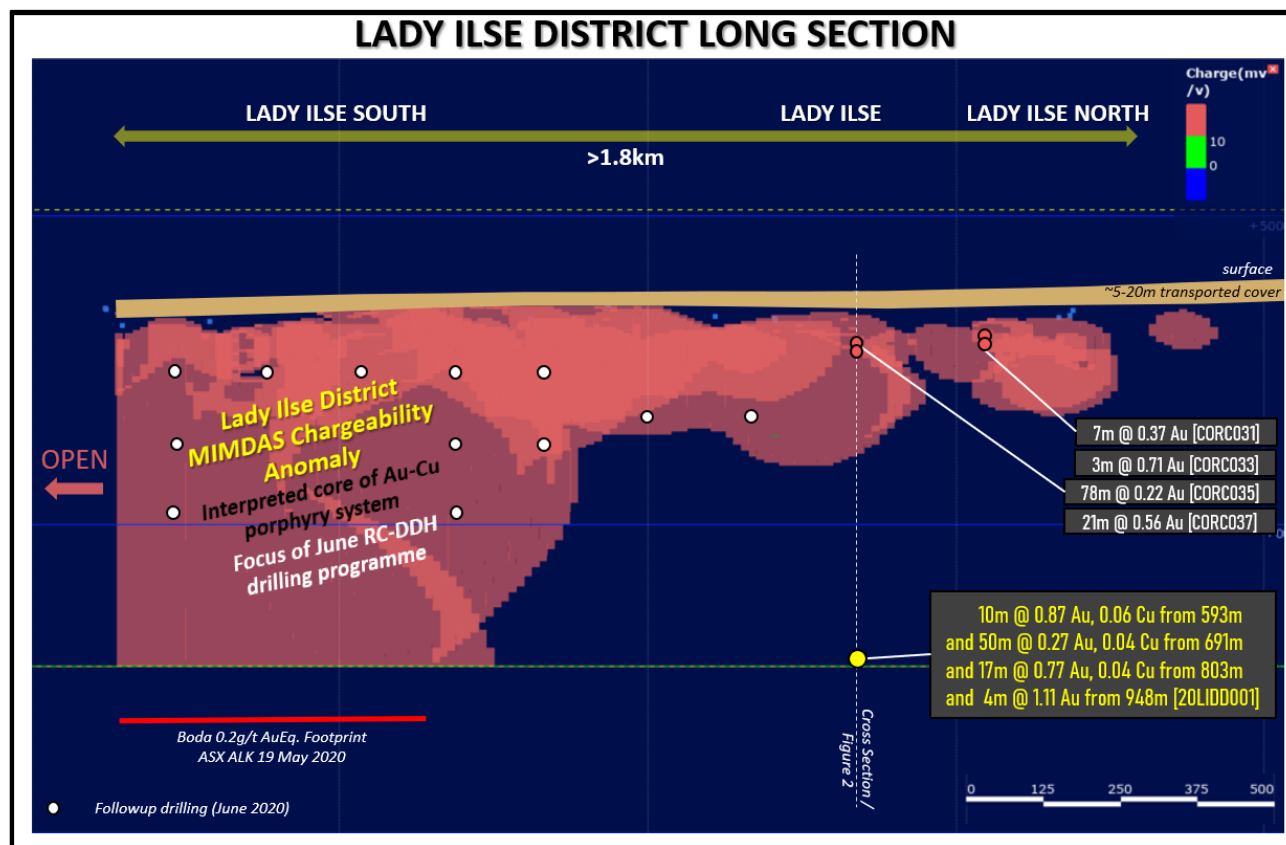 LADY ILSE DISTRICT LONG SECTION
Charge(mv
/v)
10
0
LADY ILSE SOUTH
LADY ILSE
LADY ILSE NORTH
>1.8km
+500
surface
~5-20m transported cover
Lady Ilse District
MIMDAS Chargeability
Anomaly
Interpreted core of Au-Cu
porphyry system
Focus of June RC-DDH
drilling programme
OPEN
7m @ 0.37 Au [CORC031]
3m @ 0.71 Au [CORC033]
78m @ 0.22 Au [CORC035]
21m @ 0.56 Au [CORC037]
10m @ 0.87 Au, 0.06 Cu from 593m
and 50m @ 0.27 Au, 0.04 Cu from 691m
and 17m @ 0.77 Au, 0.04 Cu from 803m
and 4m @ 1.11 Au from 948m [20LIDD001]
Cross Section /
Figure 2
Boda 0.2g/t AuEq. Footprint
ASX ALK 19 May 2020
Followup drilling (June 2020)
0 125 250 375 500